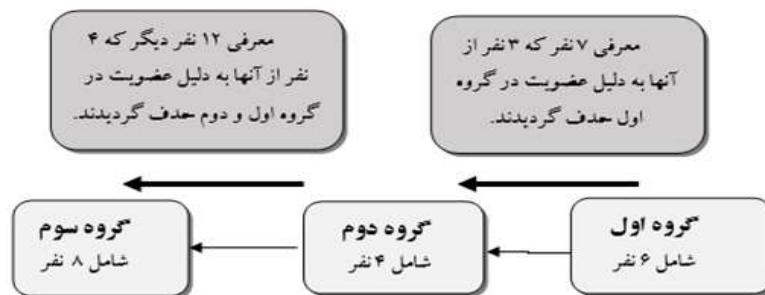 معرفی ۷ نفر که ۳ نفر از
آنها به دلیل عضویت در گروه
اول حذف گردیدند.
معرفی ۱۲ نفر دیگر که ۴
نفر از آنها به دلیل عضویت در
گروه اول و دوم حذف گردیدند.
گروه اول
شامل ۶ نفر
گروه دوم
شامل ۴ نفر
گروه سوم
شامل ۸ نفر